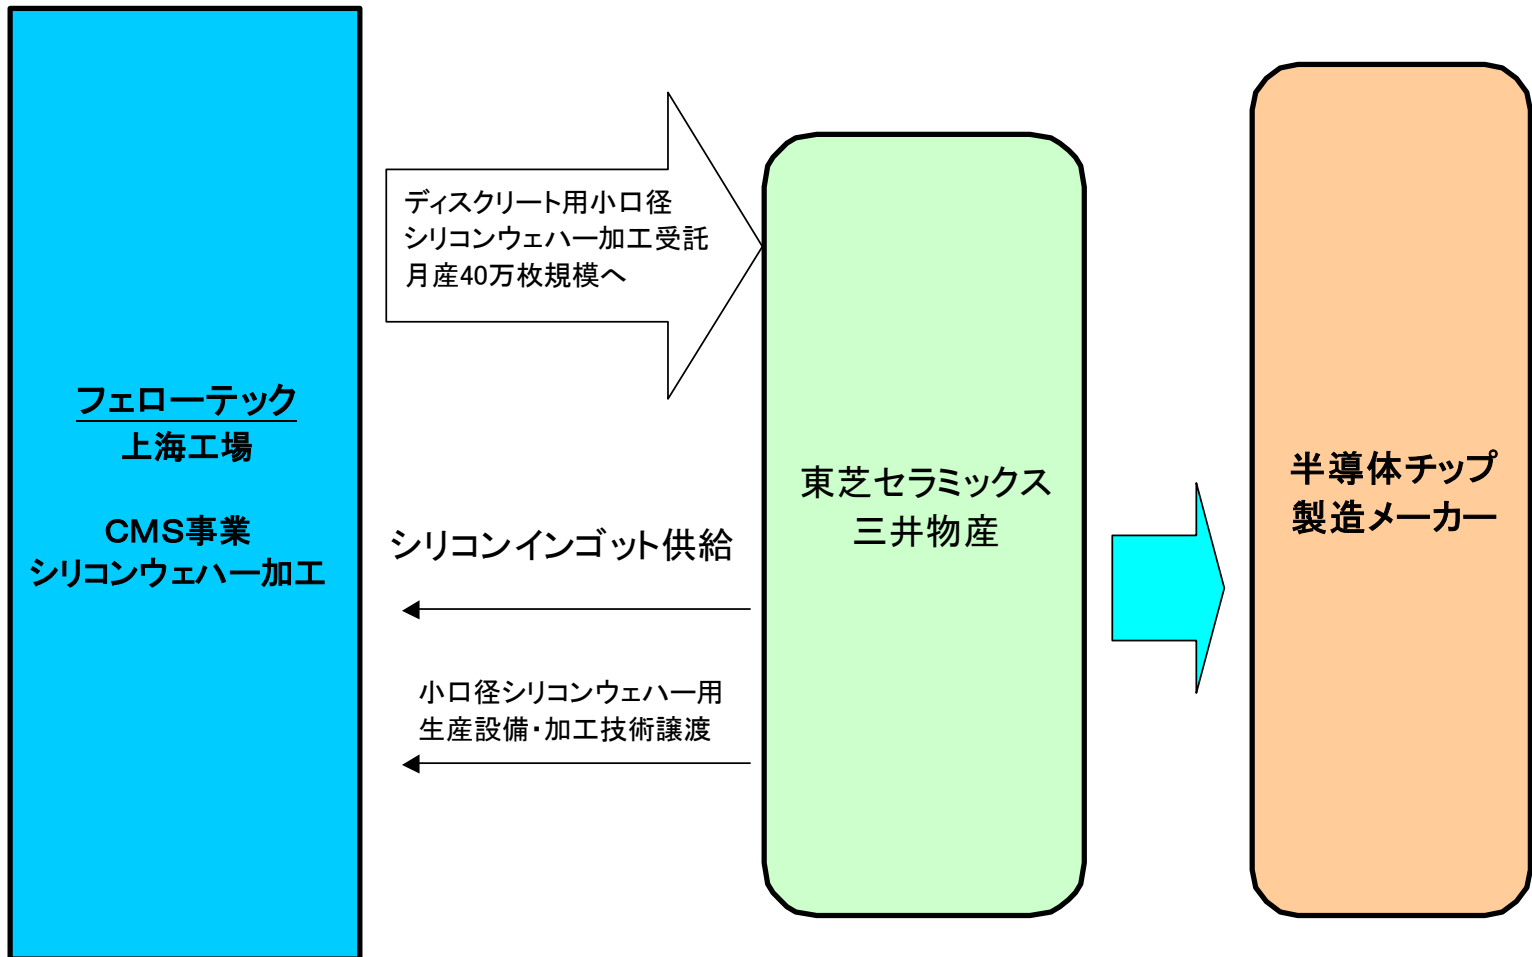 フェローテック
上海工場
ＣＭＳ事業
シリコンウェハー加工
ディスクリート用小口径
シリコンウェハー加工受託
月産40万枚規模へ
シリコンインゴット供給
小口径シリコンウェハー用
生産設備・加工技術譲渡
東芝セラミックス
三井物産
半導体チップ
製造メーカー